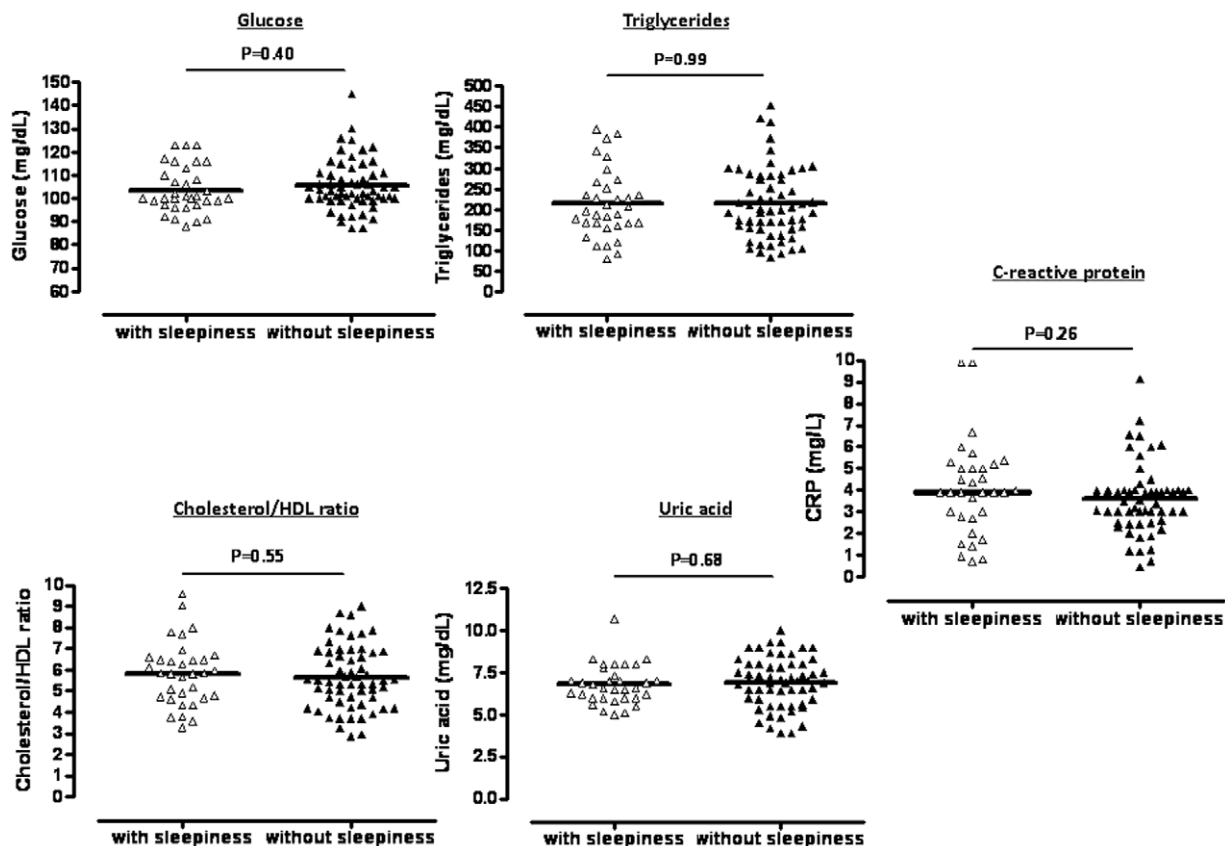 Glucose
P=0.40
Glucose (mg/dL)
150
140
130
120
110
100
90
80
70
60
with sleepiness without sleepiness
Triglycerides
P=0.99
Triglycerides (mg/dL)
500
450
400
350
300
250
200
150
100
50
0
with sleepiness without sleepiness
C-reactive protein
P=0.26
CRP (mg/L)
10
9
8
7
6
5
4
3
2
1
0
with sleepiness without sleepiness
Cholesterol/HDL ratio
P=0.55
Cholesterol/HDL ratio
10
9
8
7
6
5
4
3
2
1
0
with sleepiness without sleepiness
Uric acid
P=0.68
Uric acid (mg/dL)
12.5
10.0
7.5
5.0
2.5
0.0
with sleepiness without sleepiness